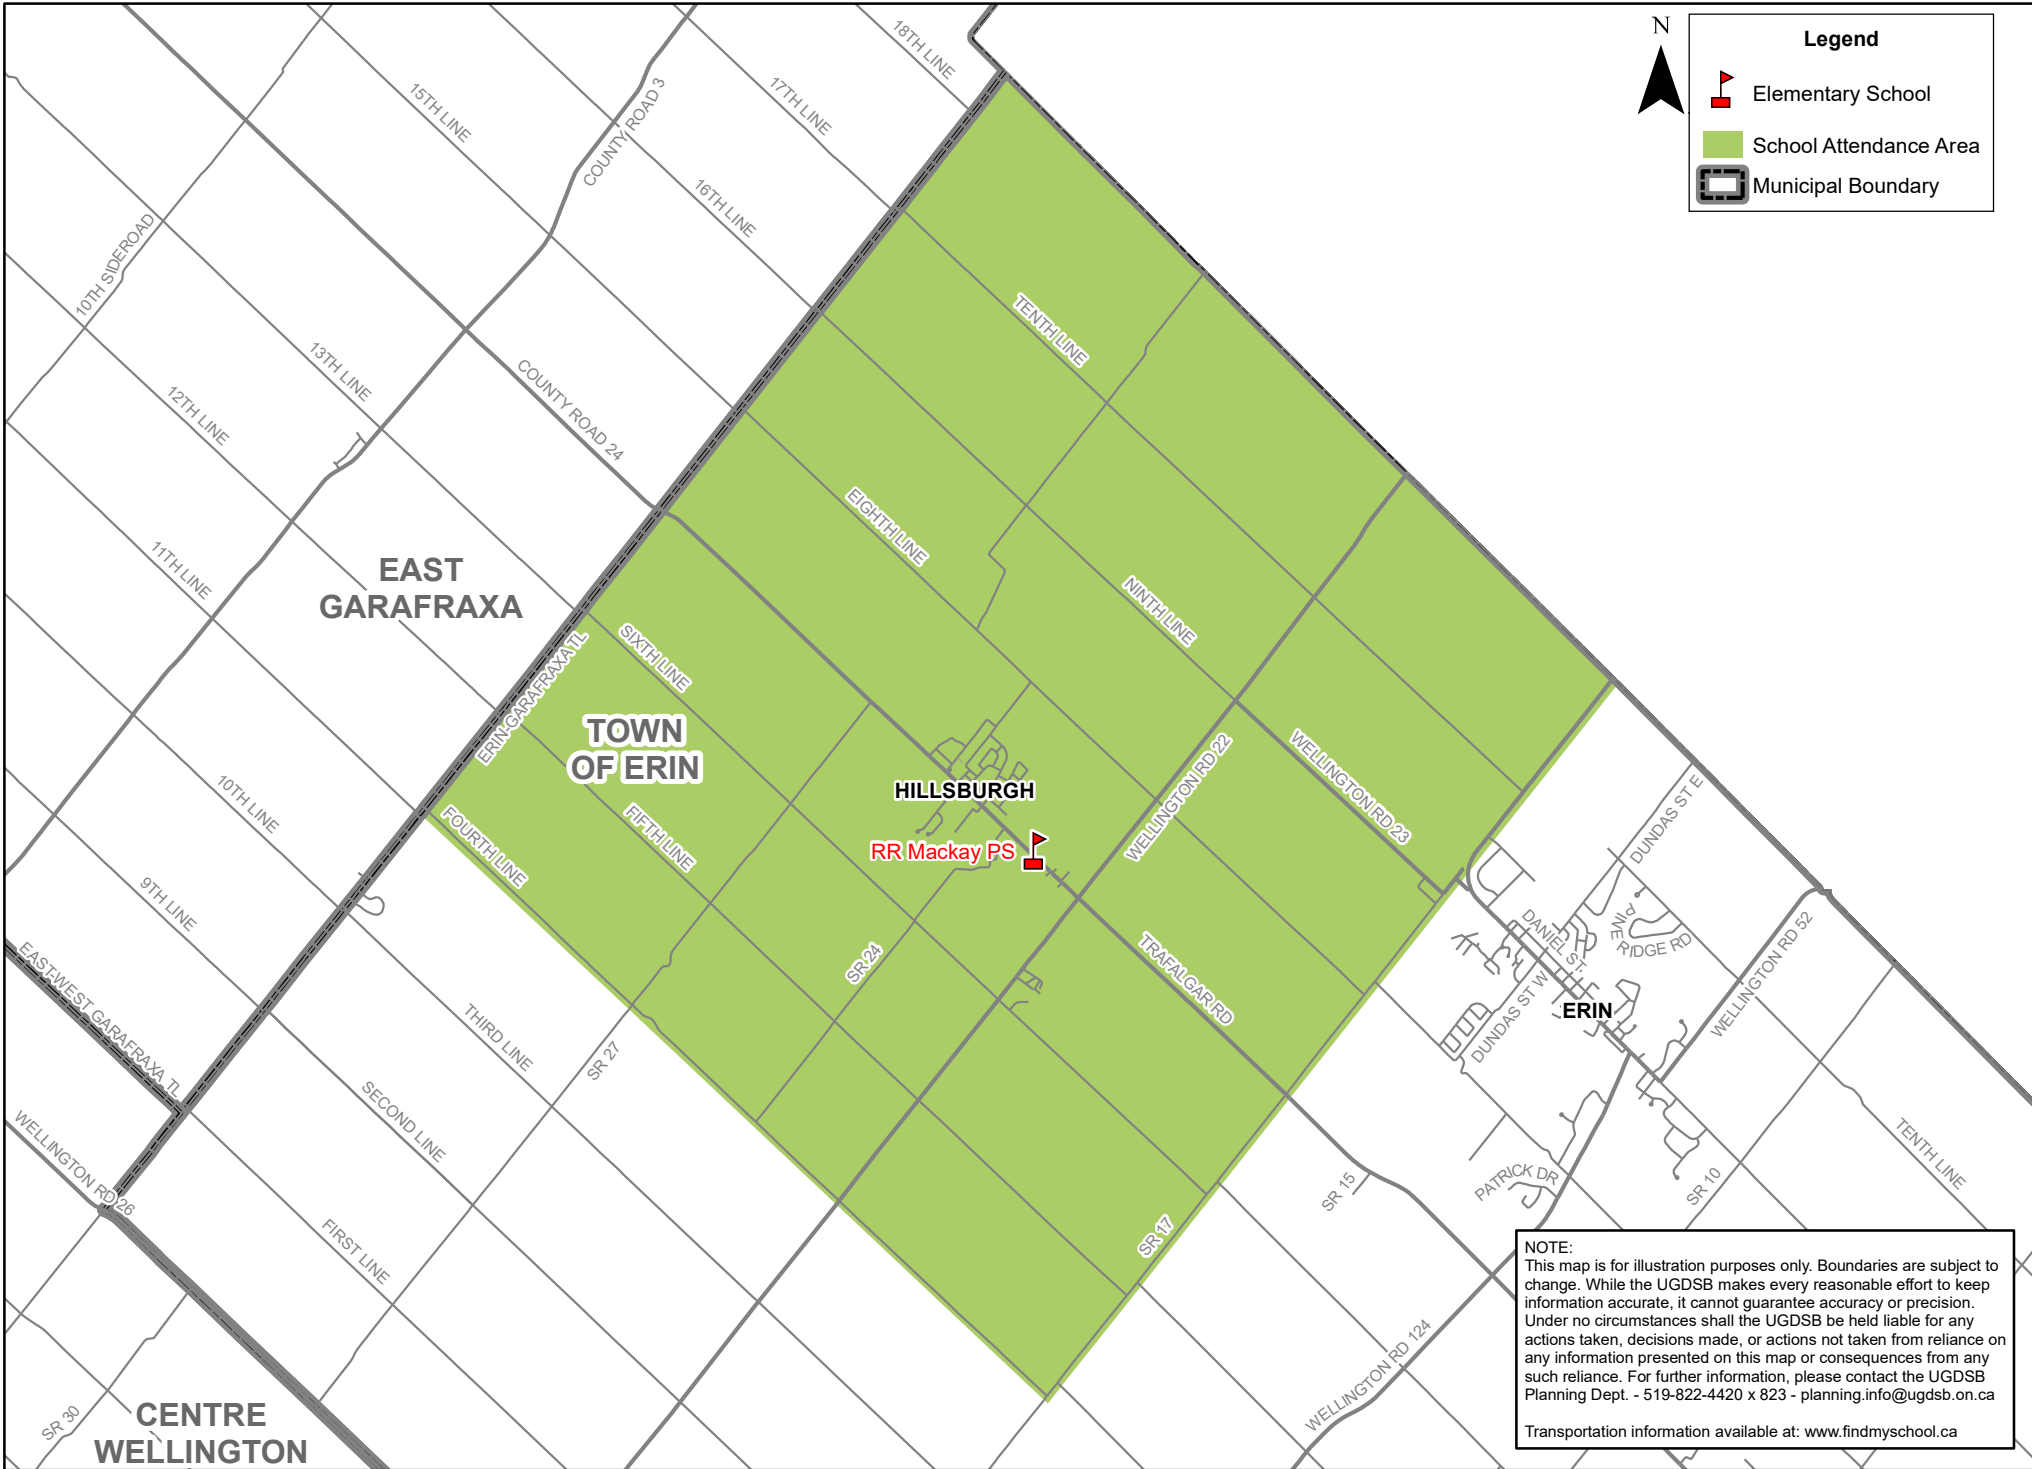 18TH LINE
N
Legend
Elementary School
School Attendance Area
Municipal Boundary
15TH LINE
COUNTY ROAD 3
17TH LINE
16TH LINE
10TH SIDEROAD
13TH LINE
12TH LINE
COUNTY ROAD 24
TENTH LINE
EIGHTH LINE
NINTH LINE
11TH LINE
EAST
GARAFRAXA
ERIN-GARAFRAXA TL
SIXTH LINE
TOWN
OF ERIN
HILLSBURGH
RR Mackay PS
WELLINGTON RD 22
WELLINGTON RD 23
10TH LINE
FOURTH LINE
FIFTH LINE
DUNDAS ST E
PINE
RIDGE RD
DANIEL ST.
WELLINGTON RD 52
9TH LINE
SR 24
TRAFALGAR RD
DUNDAS ST W
ERIN
EAST-WEST GARAFRAXA TL
THIRD LINE
SR 27
SECOND LINE
WELLINGTON RD 26
FIRST LINE
SR 17
SR 15
PATRICK DR
SR 10
TENTH LINE
WELLINGTON RD 124
SR 30
CENTRE
WELLINGTON
NOTE:
This map is for illustration purposes only. Boundaries are subject to
change. While the UGDSB makes every reasonable effort to keep
information accurate, it cannot guarantee accuracy or precision.
Under no circumstances shall the UGDSB be held liable for any
actions taken, decisions made, or actions not taken from reliance on
any information presented on this map or consequences from any
such reliance. For further information, please contact the UGDSB
Planning Dept. - 519-822-4420 x 823 - planning.info@ugdsb.on.ca
Transportation information available at: www.findmyschool.ca